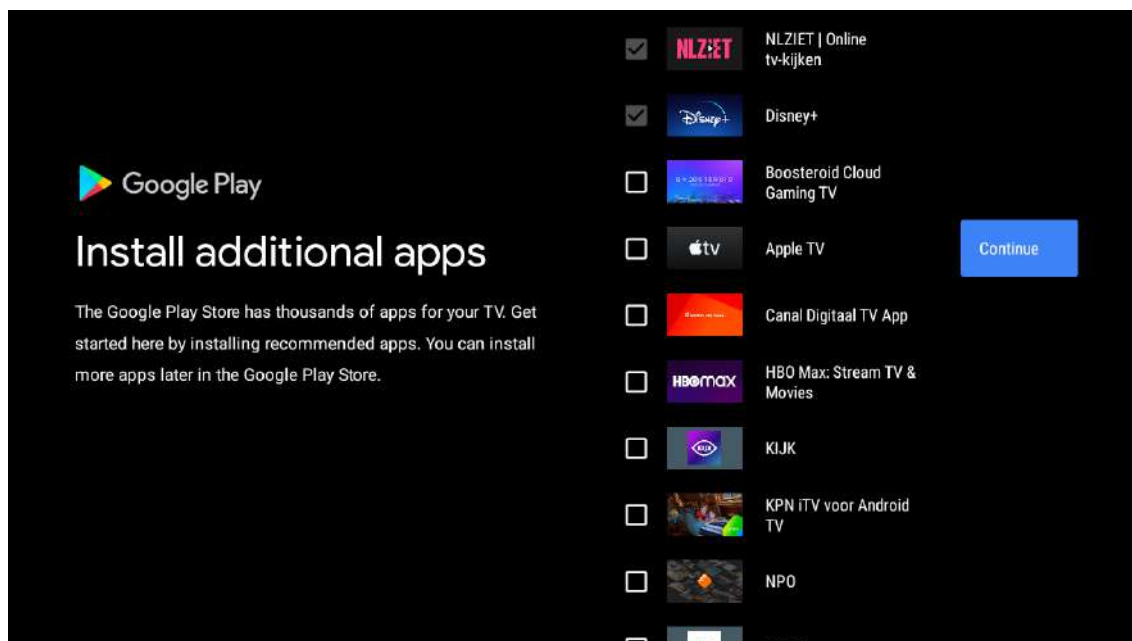 Google Play
Install additional apps
The Google Play Store has thousands of apps for your TV. Get
started here by installing recommended apps. You can install
more apps later in the Google Play Store.
NLZIET
NLZIET | Online
tv-kijken
Disney+
Disney+
Boosteroid Cloud
Gaming TV
tv
Apple TV
Canal Digitaal TV App
HBOmax
HBO Max: Stream TV &
Movies
KIJK
KIJK
KPN iTV voor Android
TV
NPO
Continue